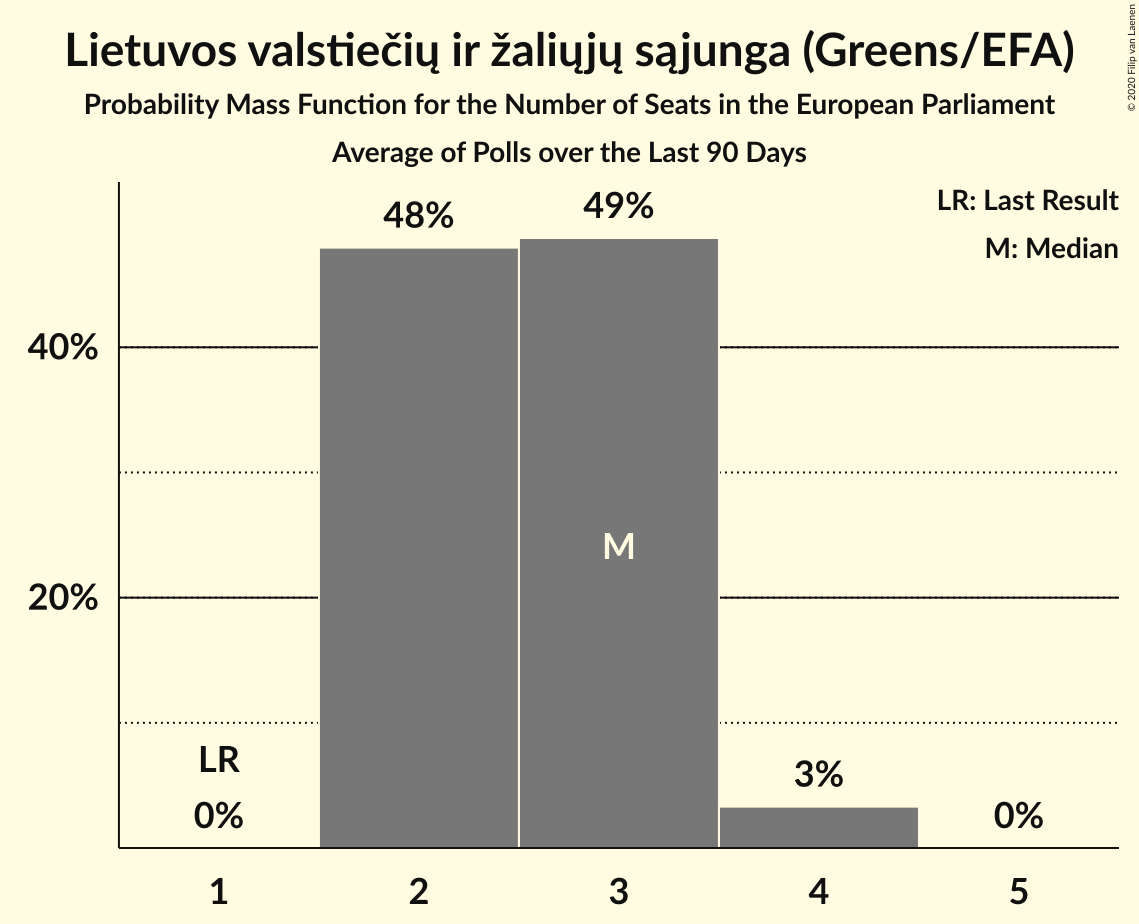 Lietuvos valstiečių ir žaliųjų sąjunga (Greens/EFA)
Probability Mass Function for the Number of Seats in the European Parliament
Average of Polls over the Last 90 Days
© 2020 Filip van Laenen
LR: Last Result
M: Median
48%
49%
40%
M
20%
LR
0%
3%
0%
1
2
3
4
5